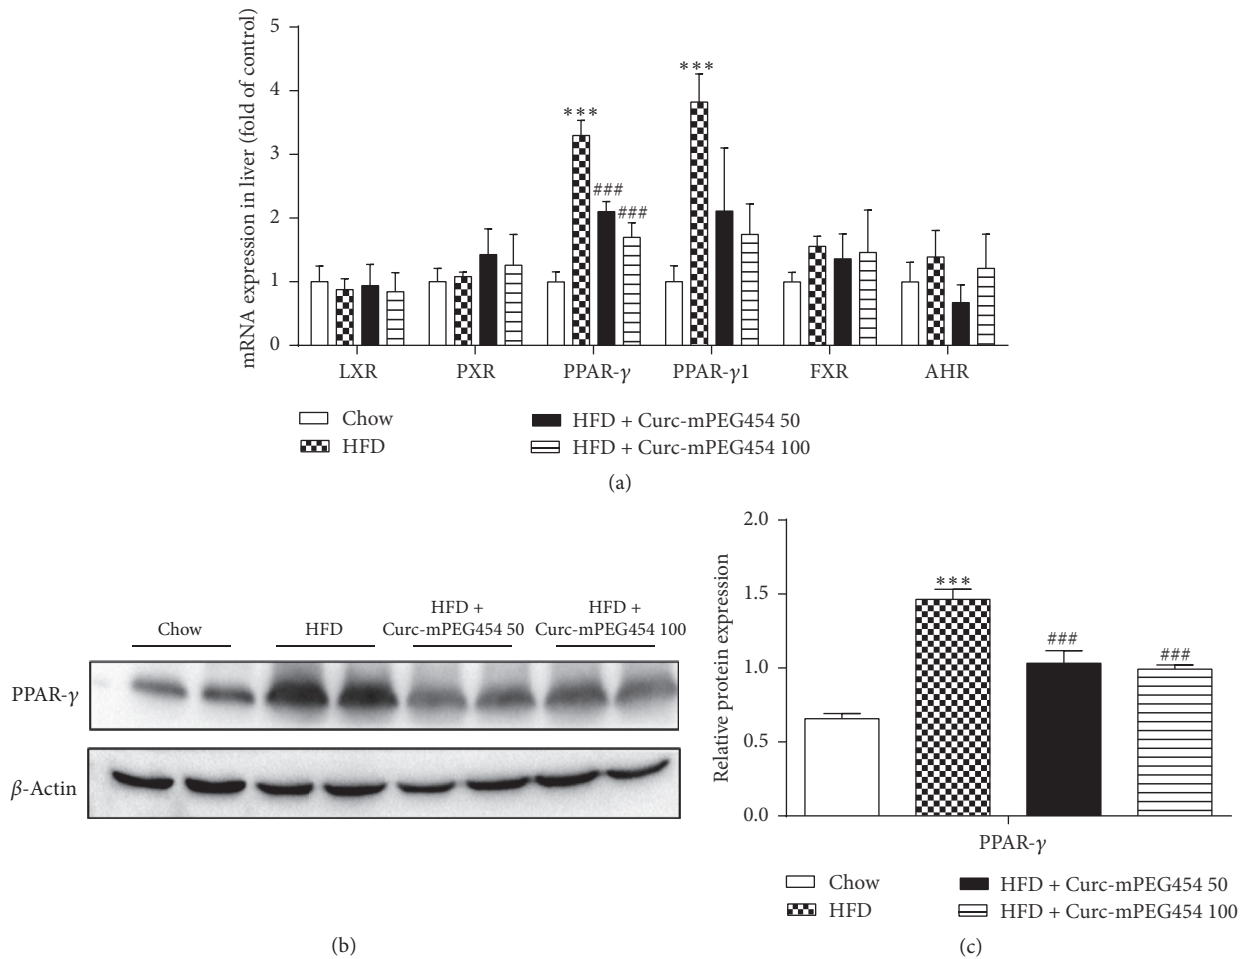 mRNA expression in liver (fold of control)
5
4
3
2
1
0
***
###
###
***
LXR PXR PPAR-γ PPAR-γ1 FXR AHR
Chow
HFD
HFD + Curc-mPEG454 50
HFD + Curc-mPEG454 100
(a)
Chow
HFD
HFD +
Curc-mPEG454 50
HFD +
Curc-mPEG454 100
PPAR-γ
β-Actin
(b)
Relative protein expression
2.0
1.5
1.0
0.5
0.0
***
###
###
PPAR-γ
Chow
HFD
HFD + Curc-mPEG454 50
HFD + Curc-mPEG454 100
(c)